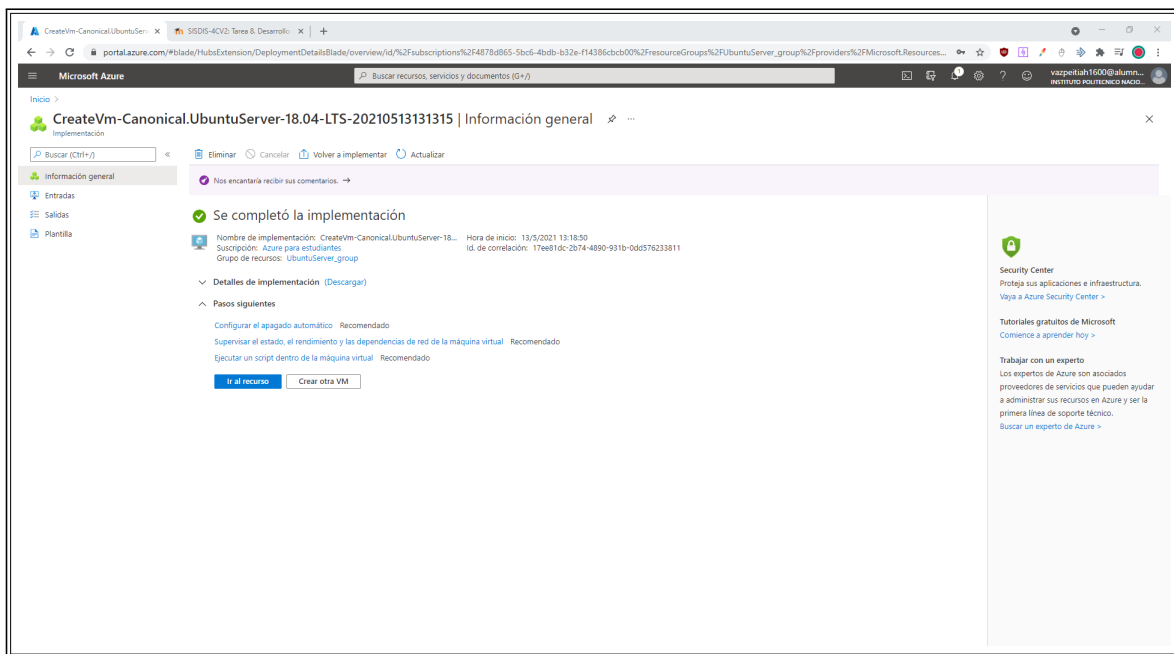 CreateVm-Canonical.UbuntuSer
SISDIS-4CV2: Tarea 8. Desarrollo
portal.azure.com/#blade/HubsExtension/DeploymentDetailsBlade/overview/id/%2Fsubscriptions%2F4878d865-5bc6-4bdb-b32e-f14386cbcb00%2FresourceGroups%2FUbuntuServer_group%2Fproviders%2FMicrosoft.Resources...
Microsoft Azure
Buscar recursos, servicios y documentos (G+/)
1
vazpeitiah1600@alumn...
INSTITUTO POLITECNICO NACIO...
Inicio >
CreateVm-Canonical.UbuntuServer-18.04-LTS-20210513131315 | Información general
Implementación
Buscar (Ctrl+/)
«
Eliminar
Cancelar
Volver a implementar
Actualizar
Información general
Entradas
Salidas
Plantilla
Nos encantaría recibir sus comentarios. →
Se completó la implementación
Nombre de implementación: CreateVm-Canonical.UbuntuServer-18...
Hora de inicio: 13/5/2021 13:18:50
Suscripción: Azure para estudiantes
Id. de correlación: 17ee81dc-2b74-4890-931b-0dd576233811
Grupo de recursos: UbuntuServer_group
Detalles de implementación (Descargar)
Pasos siguientes
Configurar el apagado automático Recomendado
Supervisar el estado, el rendimiento y las dependencias de red de la máquina virtual Recomendado
Ejecutar un script dentro de la máquina virtual Recomendado
Ir al recurso
Crear otra VM
Security Center
Proteja sus aplicaciones e infraestructura.
Vaya a Azure Security Center >
Tutoriales gratuitos de Microsoft
Comience a aprender hoy >
Trabajar con un experto
Los expertos de Azure son asociados
proveedores de servicios que pueden ayudar
a administrar sus recursos en Azure y ser la
primera línea de soporte técnico.
Buscar un experto de Azure >